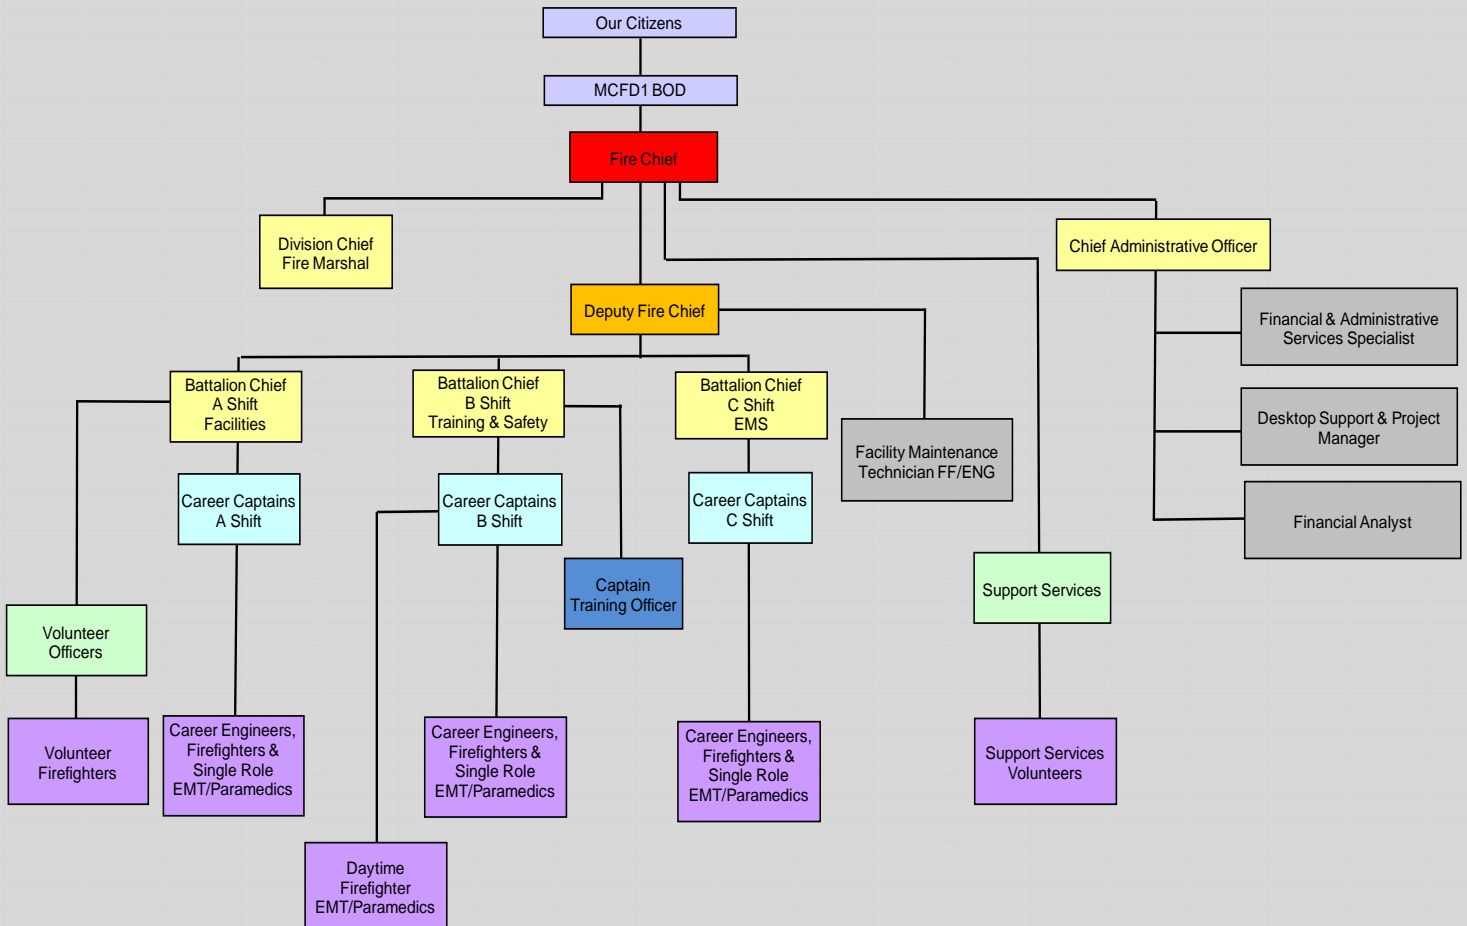 Our Citizens
MCFD1 BOD
Fire Chief
Division Chief
Fire Marshal
Chief Administrative Officer
Deputy Fire Chief
Financial & Administrative
Services Specialist
Battalion Chief
A Shift
Facilities
Battalion Chief
B Shift
Training & Safety
Battalion Chief
C Shift
EMS
Desktop Support & Project
Manager
Facility Maintenance
Technician FF/ENG
Career Captains
A Shift
Career Captains
B Shift
Career Captains
C Shift
Financial Analyst
Captain
Training Officer
Support Services
Volunteer
Officers
Volunteer
Firefighters
Career Engineers,
Firefighters &
Single Role
EMT/Paramedics
Career Engineers,
Firefighters &
Single Role
EMT/Paramedics
Career Engineers,
Firefighters &
Single Role
EMT/Paramedics
Support Services
Volunteers
Daytime
Firefighter
EMT/Paramedics